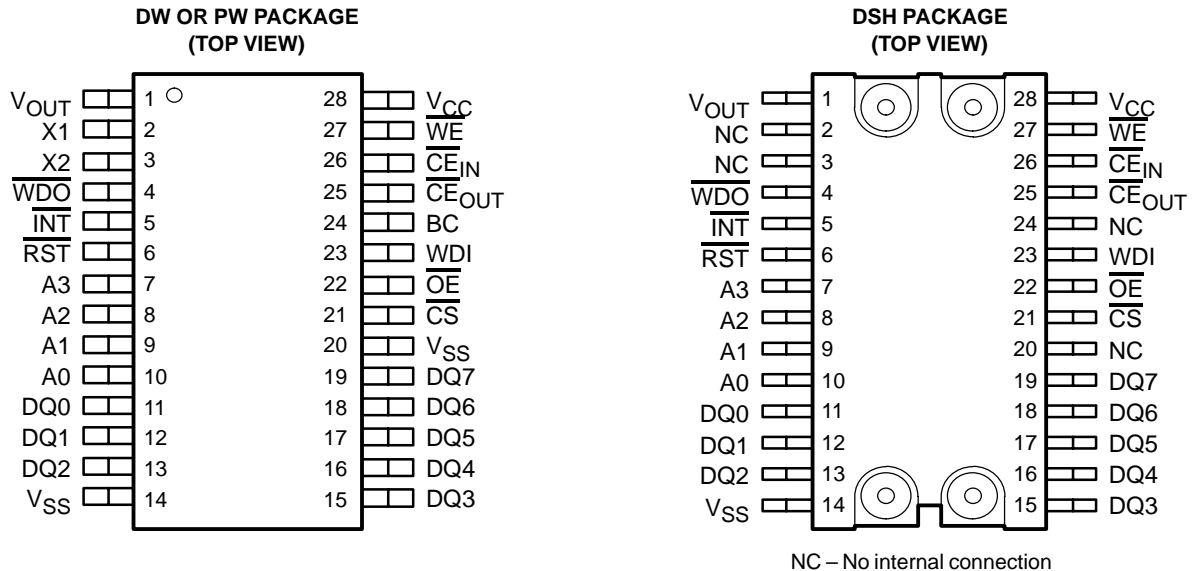 DW OR PW PACKAGE
(TOP VIEW)
VOUT 1 28 VCC
X1 2 27 WE
X2 3 26 CEIN
WDO 4 25 CEOUT
INT 5 24 BC
RST 6 23 WDI
A3 7 22 OE
A2 8 21 CS
A1 9 20 VSS
A0 10 19 DQ7
DQ0 11 18 DQ6
DQ1 12 17 DQ5
DQ2 13 16 DQ4
VSS 14 15 DQ3
DSH PACKAGE
(TOP VIEW)
VOUT 1 28 VCC
NC 2 27 WE
NC 3 26 CEIN
WDO 4 25 CEOUT
INT 5 24 NC
RST 6 23 WDI
A3 7 22 OE
A2 8 21 CS
A1 9 20 NC
A0 10 19 DQ7
DQ0 11 18 DQ6
DQ1 12 17 DQ5
DQ2 13 16 DQ4
VSS 14 15 DQ3
NC – No internal connection